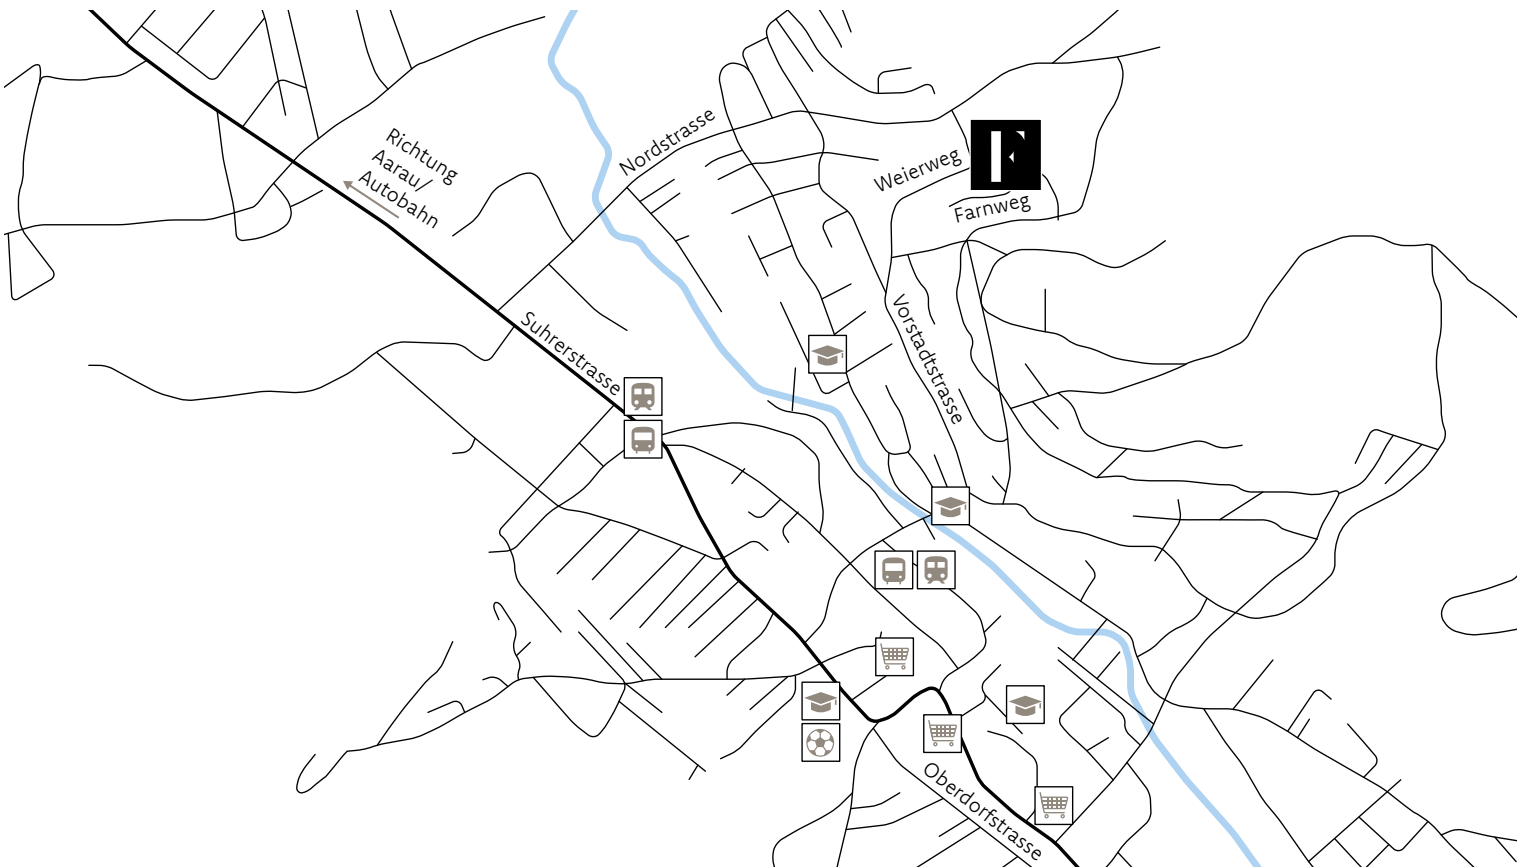 Nordstrasse
Richtung
Aarau/
Autobahn
F
Weierweg
Farnweg
Suhrerstrasse
Vorstadtstrasse
Oberdorfstrasse